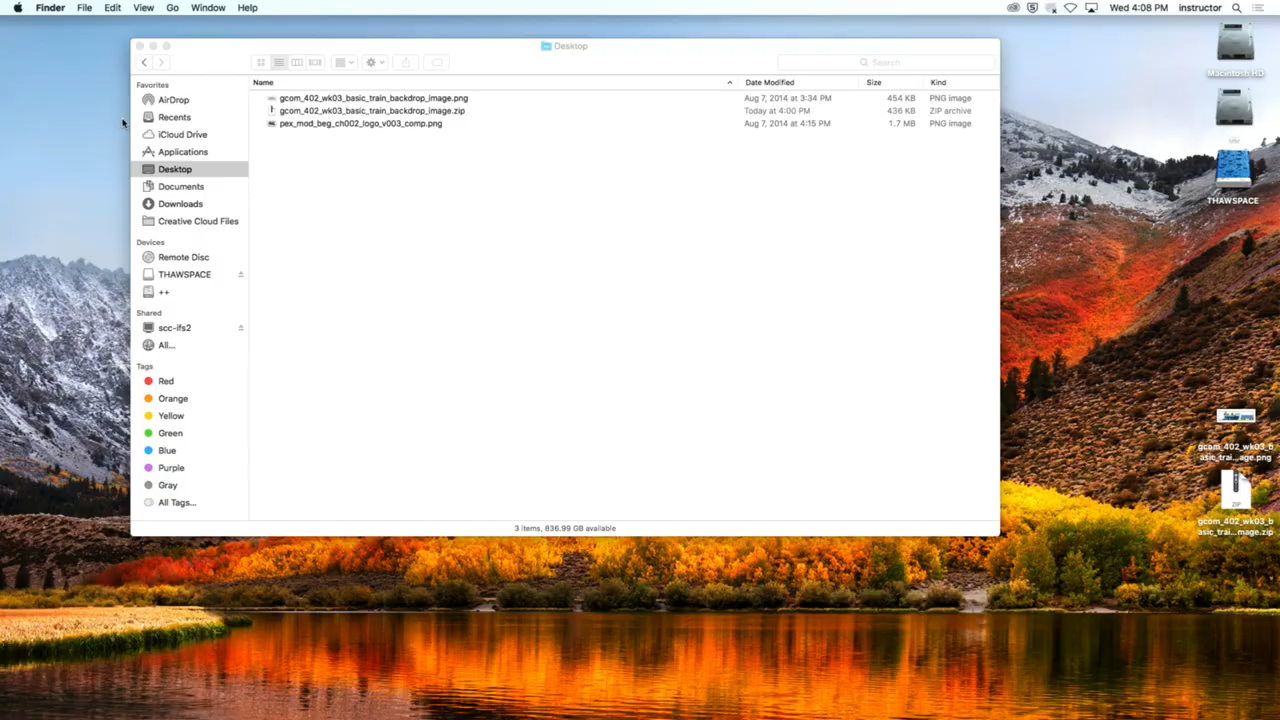 Finder File Edit View Go Window Help Wed 4:08 PM instructor
Desktop
Search
Favorites
AirDrop
Recents
iCloud Drive
Applications
Desktop
Documents
Downloads
Creative Cloud Files
Devices
Remote Disc
THAWSPACE
++
Shared
scc-ifs2
All...
Tags
Red
Orange
Yellow
Green
Blue
Purple
Gray
All Tags...
Name Date Modified Size Kind
gcom_402_wk03_basic_train_backdrop_image.png Aug 7, 2014 at 3:34 PM 454 KB PNG image
gcom_402_wk03_basic_train_backdrop_image.zip Today at 4:00 PM 436 KB ZIP archive
pex_mod_beg_ch002_logo_v003_comp.png Aug 7, 2014 at 4:15 PM 1.7 MB PNG image
3 items, 836.99 GB available
Macintosh HD
THAWSPACE
gcom_402_wk03_b
asic_trai...age.png
ZIP
gcom_402_wk03_b
asic_trai...mage.zip